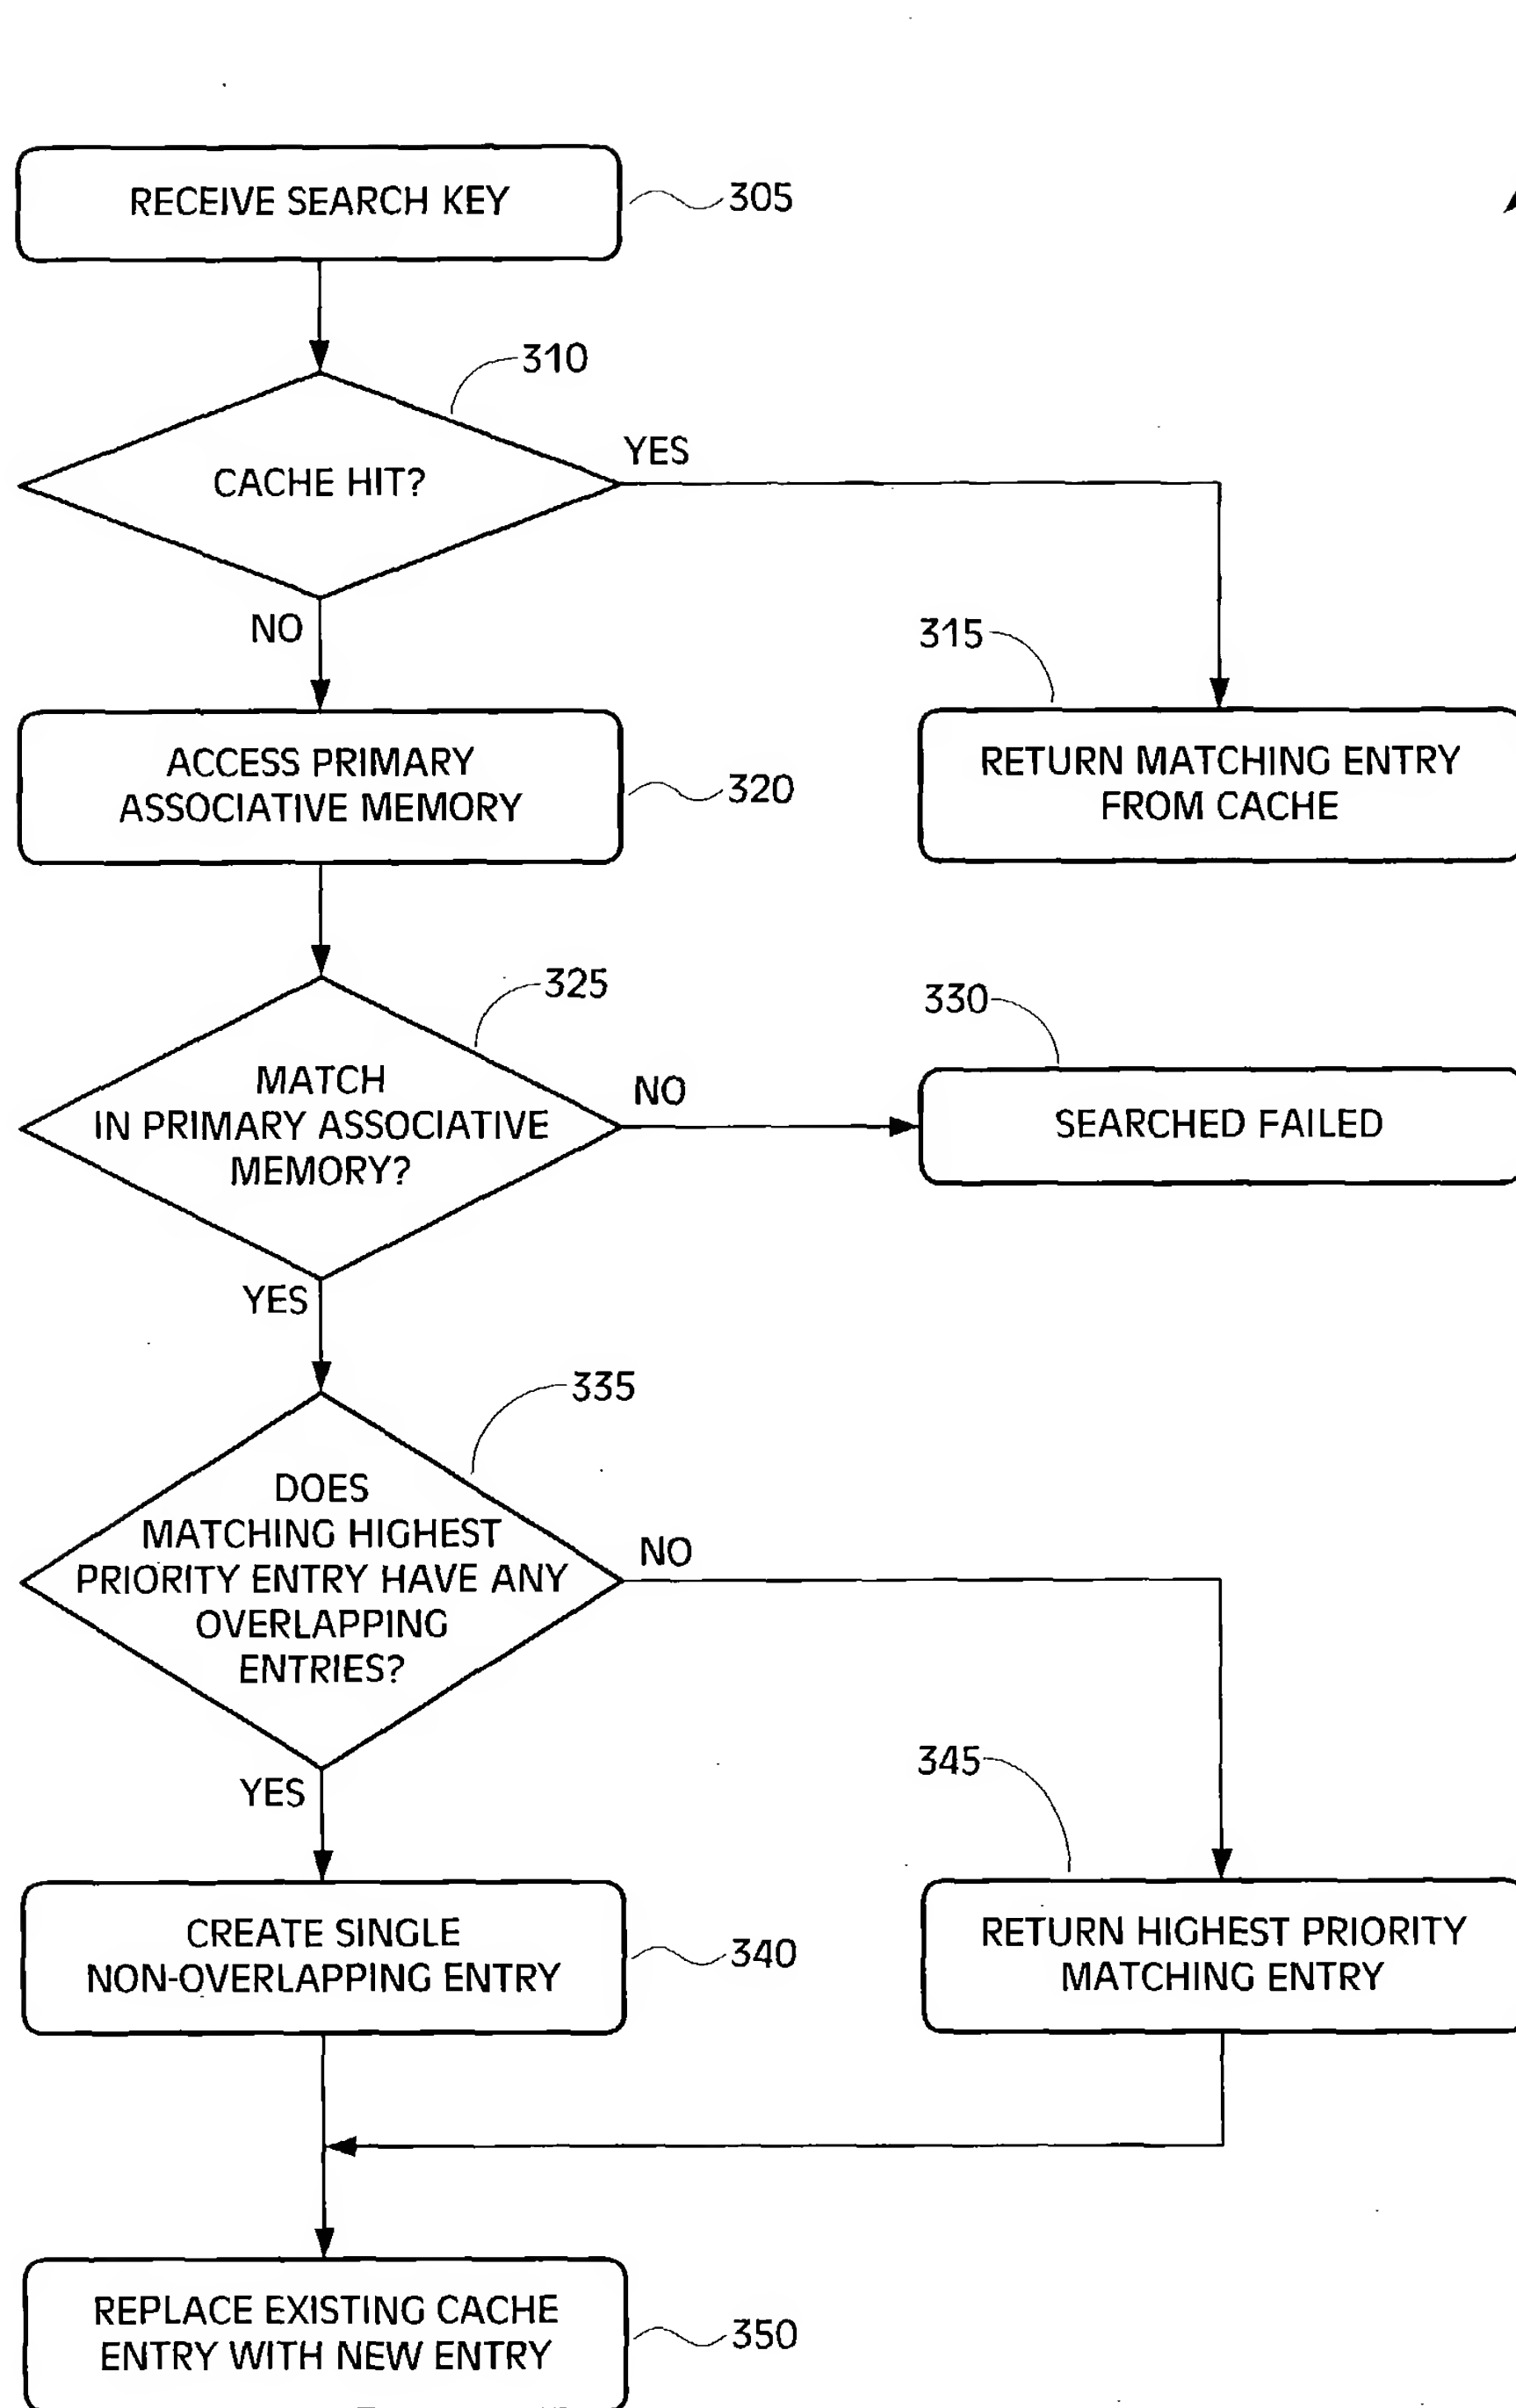 RECEIVE SEARCH KEY
305
310
CACHE HIT?
YES
NO
315
ACCESS PRIMARY
ASSOCIATIVE MEMORY
320
RETURN MATCHING ENTRY
FROM CACHE
325
330
MATCH
IN PRIMARY ASSOCIATIVE
MEMORY?
NO
SEARCHED FAILED
YES
335
DOES
MATCHING HIGHEST
PRIORITY ENTRY HAVE ANY
OVERLAPPING
ENTRIES?
NO
YES
345
CREATE SINGLE
NON-OVERLAPPING ENTRY
340
RETURN HIGHEST PRIORITY
MATCHING ENTRY
REPLACE EXISTING CACHE
ENTRY WITH NEW ENTRY
350